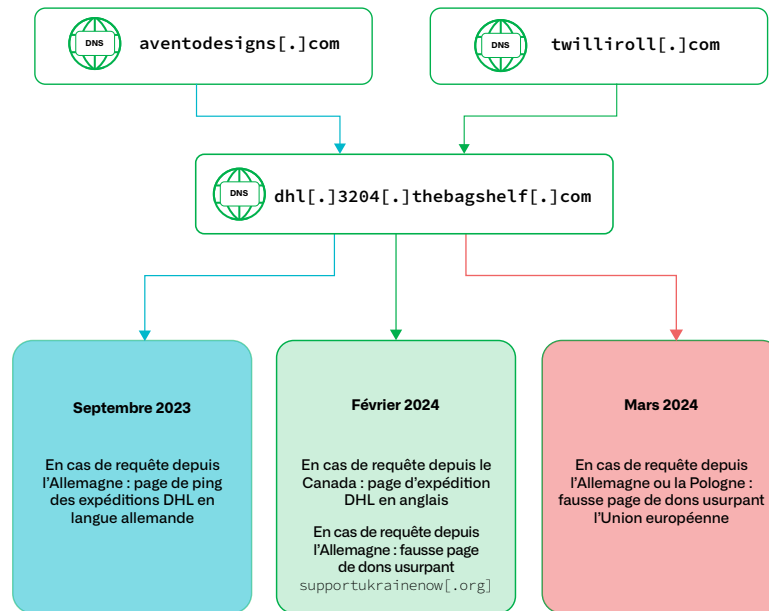 DNS
aventodesigns[.]com
DNS
twilliroll[.]com
DNS
dhl[.]3204[.]thebagshelf[.]com
Septembre 2023
En cas de requête depuis
l’Allemagne : page de ping
des expéditions DHL en
langue allemande
Février 2024
En cas de requête depuis le
Canada : page d’expédition
DHL en anglais
En cas de requête depuis
l’Allemagne : fausse page
de dons usurpant
supportukrainenow[.org]
Mars 2024
En cas de requête depuis
l’Allemagne ou la Pologne :
fausse page de dons usurpant
l’Union européenne